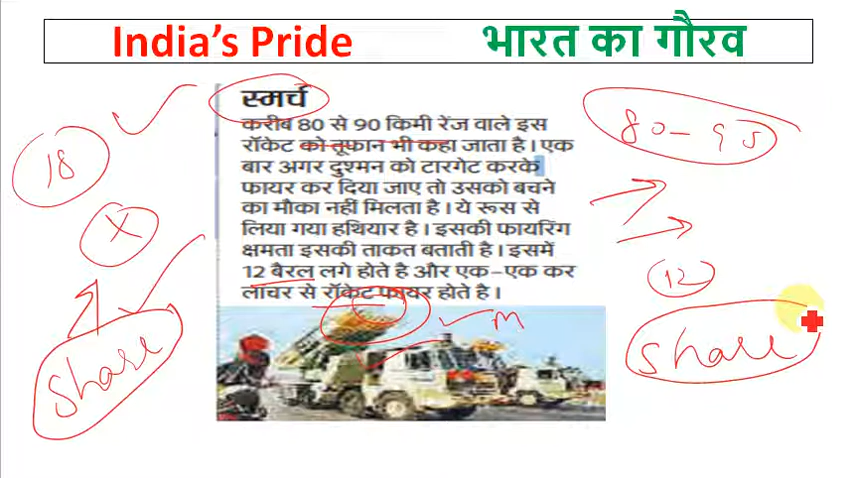 India's Pride भारत का गौरव
स्मर्च
करीब 80 से 90 किमी रेंज वाले इस
रॉकेट को तूफान भी कहा जाता है। एक
बार अगर दुश्मन को टारगेट करके
फायर कर दिया जाए तो उसको बचने
का मौका नहीं मिलता है। ये रूस से
लिया गया हथियार है। इसकी फायरिंग
क्षमता इसकी ताकत बताती है। इसमें
12 बैरल लगे होते है और एक-एक कर
लांचर से रॉकेट फायर होते है।
18
X
share
80-95
12
share
m